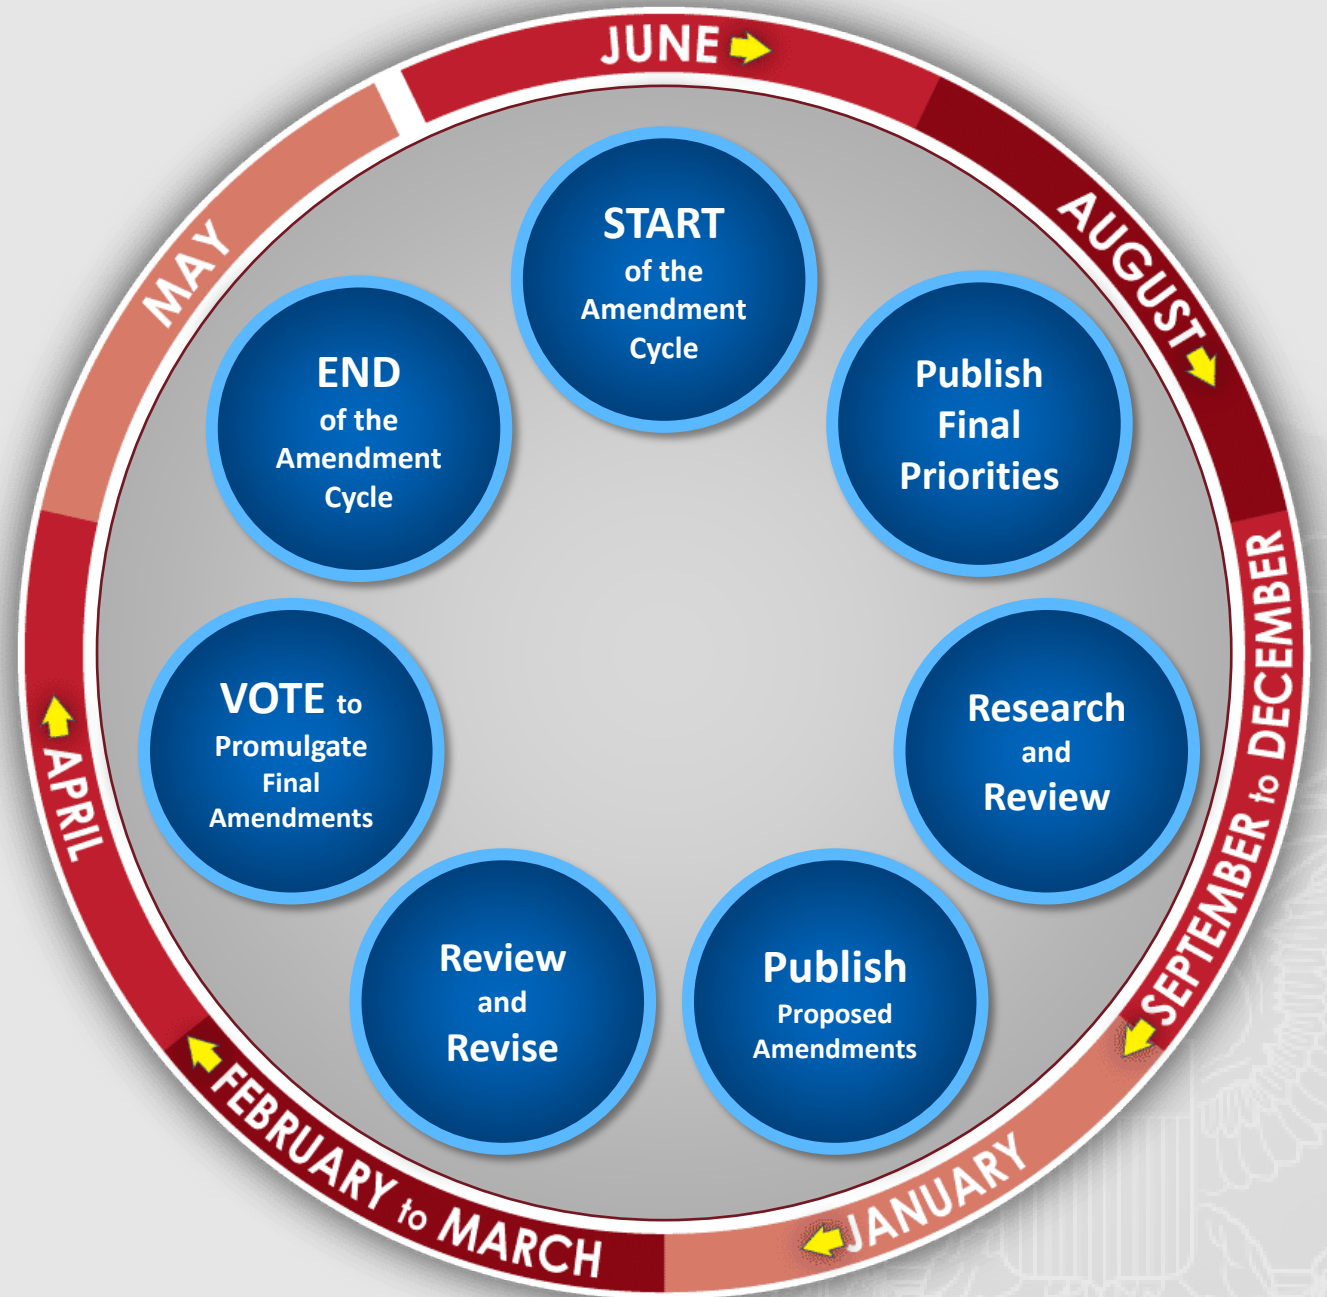 JUNE
START
of the
Amendment
Cycle
AUGUST
Publish
Final
Priorities
SEPTEMBER to DECEMBER
Research
and
Review
JANUARY
Publish
Proposed
Amendments
FEBRUARY to MARCH
Review
and
Revise
APRIL
VOTE to
Promulgate
Final
Amendments
MAY
END
of the
Amendment
Cycle